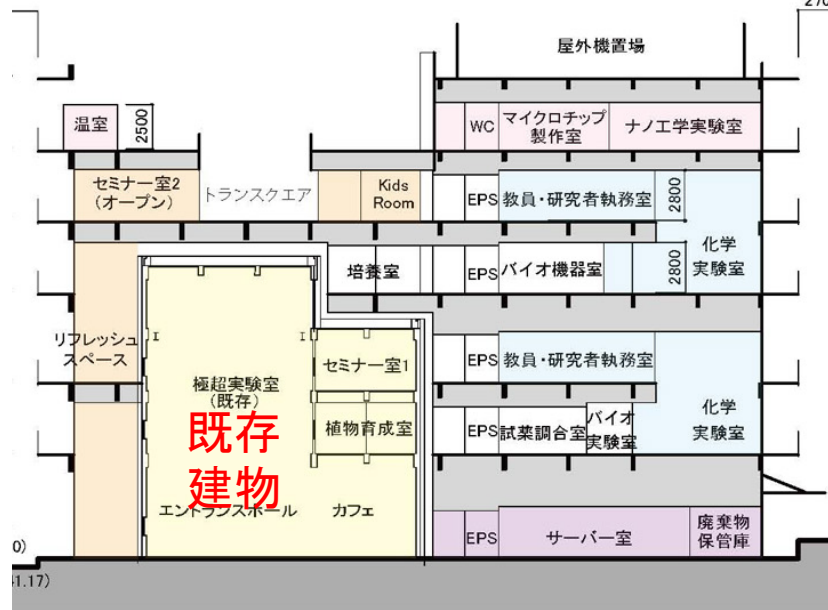 270
屋外機置場
温室
2500
WC
マイクロチップ
製作室
ナノ工学実験室
セミナー室2
(オープン)
トランスクエア
Kids
Room
EPS
教員・研究者執務室
2800
培養室
EPS
バイオ機器室
2800
化学
実験室
リフレッシュ
スペース
極超実験室
(既存)
セミナー室1
EPS
教員・研究者執務室
既存
建物
植物育成室
EPS
試薬調合室
バイオ
実験室
化学
実験室
エントランスホール
カフェ
EPS
サーバー室
廃棄物
保管庫
0)
1.17)